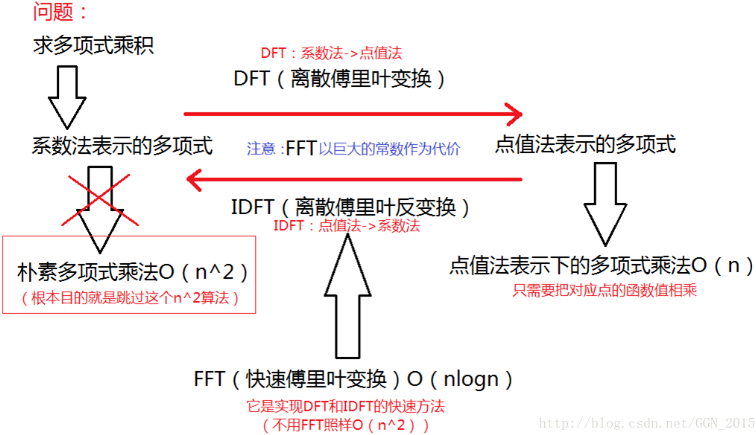 问题：
求多项式乘积
DFT：系数法->点值法
DFT（离散傅里叶变换）
系数法表示的多项式
注意：FFT以巨大的常数作为代价
点值法表示的多项式
IDFT（离散傅里叶反变换）
IDFT：点值法->系数法
朴素多项式乘法O（n^2）
（根本目的就是跳过这个n^2算法）
点值法表示下的多项式乘法O（n）
只需要把对应点的函数值相乘
FFT（快速傅里叶变换）O（nlogn）
它是实现DFT和IDFT的快速方法
（不用FFT照样O（n^2））
http://blog.csdn.net/GGN_2015